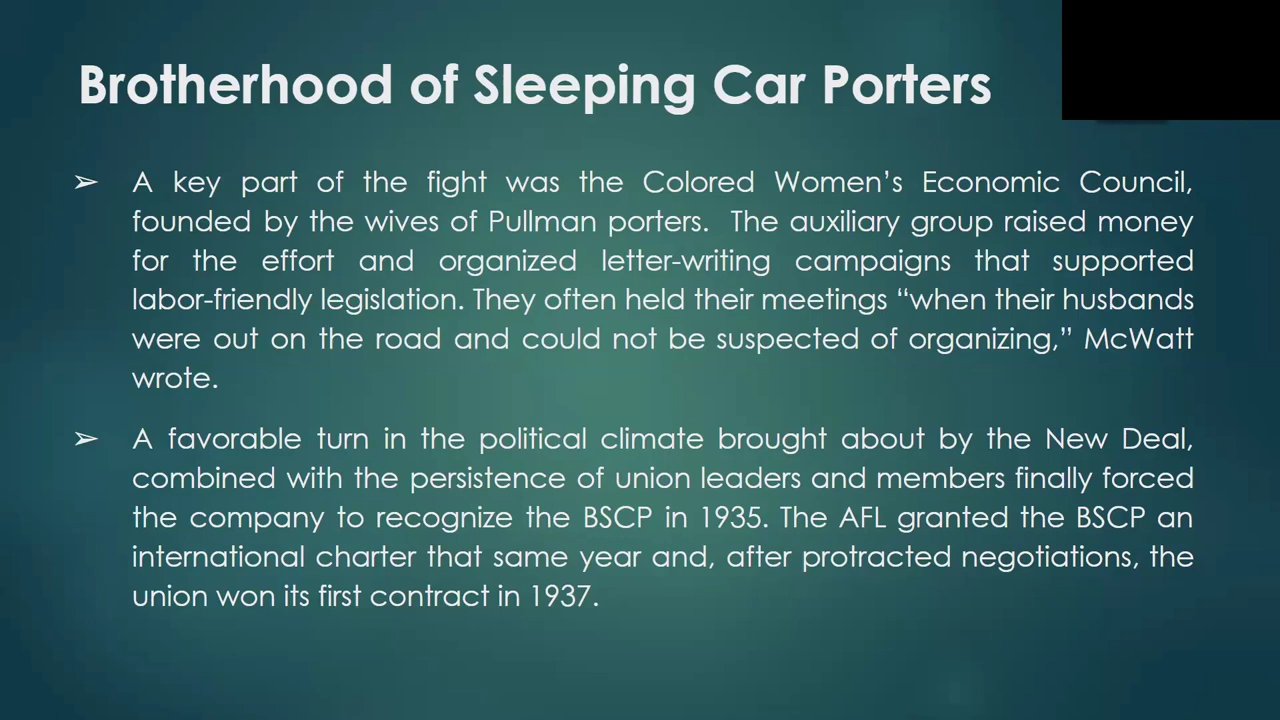 Brotherhood of Sleeping Car Porters
➢ A key part of the fight was the Colored Women’s Economic Council,
founded by the wives of Pullman porters.  The auxiliary group raised money
for the effort and organized letter-writing campaigns that supported
labor-friendly legislation. They often held their meetings “when their husbands
were out on the road and could not be suspected of organizing,” McWatt
wrote.
➢ A favorable turn in the political climate brought about by the New Deal,
combined with the persistence of union leaders and members finally forced
the company to recognize the BSCP in 1935. The AFL granted the BSCP an
international charter that same year and, after protracted negotiations, the
union won its first contract in 1937.